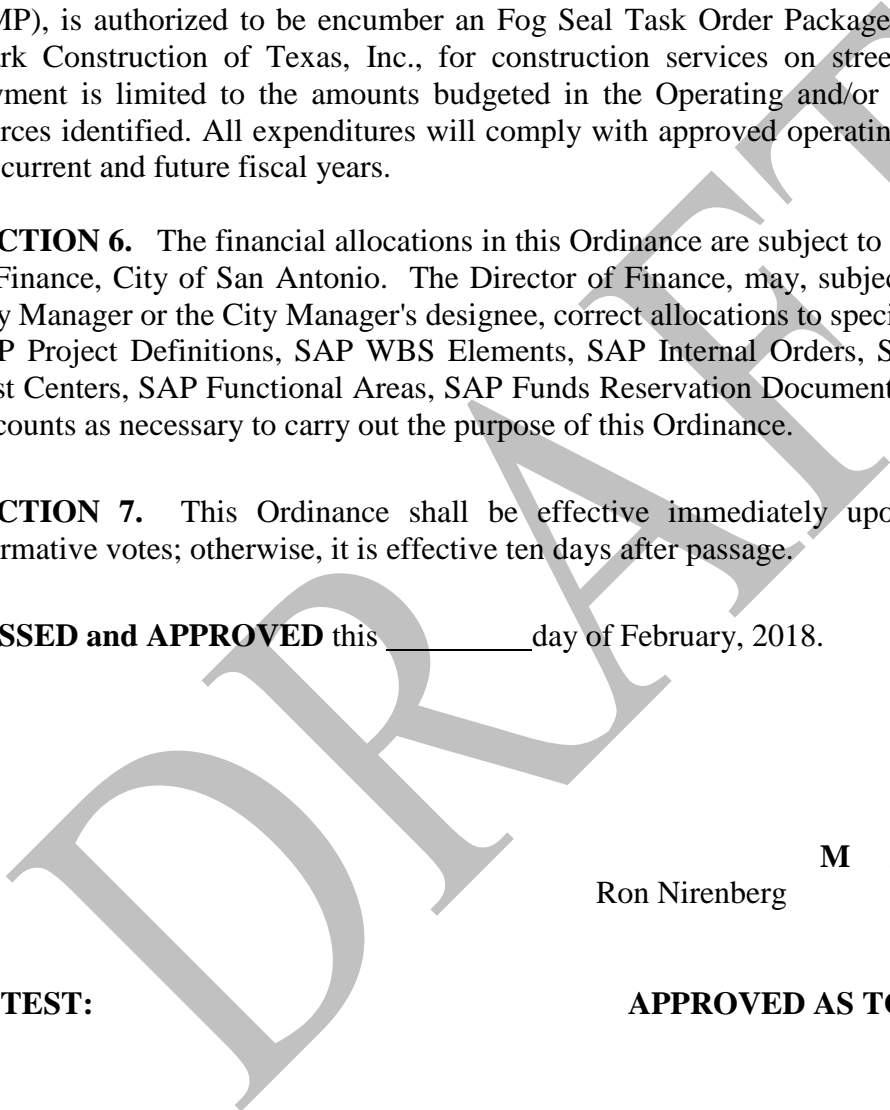 MP), is authorized to be encumber an Fog Seal Task Order Package
rk Construction of Texas, Inc., for construction services on stree
yment is limited to the amounts budgeted in the Operating and/or
rces identified. All expenditures will comply with approved operatin
current and future fiscal years.
CTION 6. The financial allocations in this Ordinance are subject to
Finance, City of San Antonio. The Director of Finance, may, subjec
y Manager or the City Manager's designee, correct allocations to speci
P Project Definitions, SAP WBS Elements, SAP Internal Orders, S
st Centers, SAP Functional Areas, SAP Funds Reservation Document
counts as necessary to carry out the purpose of this Ordinance.
CTION 7. This Ordinance shall be effective immediately upo
rmative votes; otherwise, it is effective ten days after passage.
SSED and APPROVED this _________day of February, 2018.
M
Ron Nirenberg
TEST: APPROVED AS TO
DRAFT